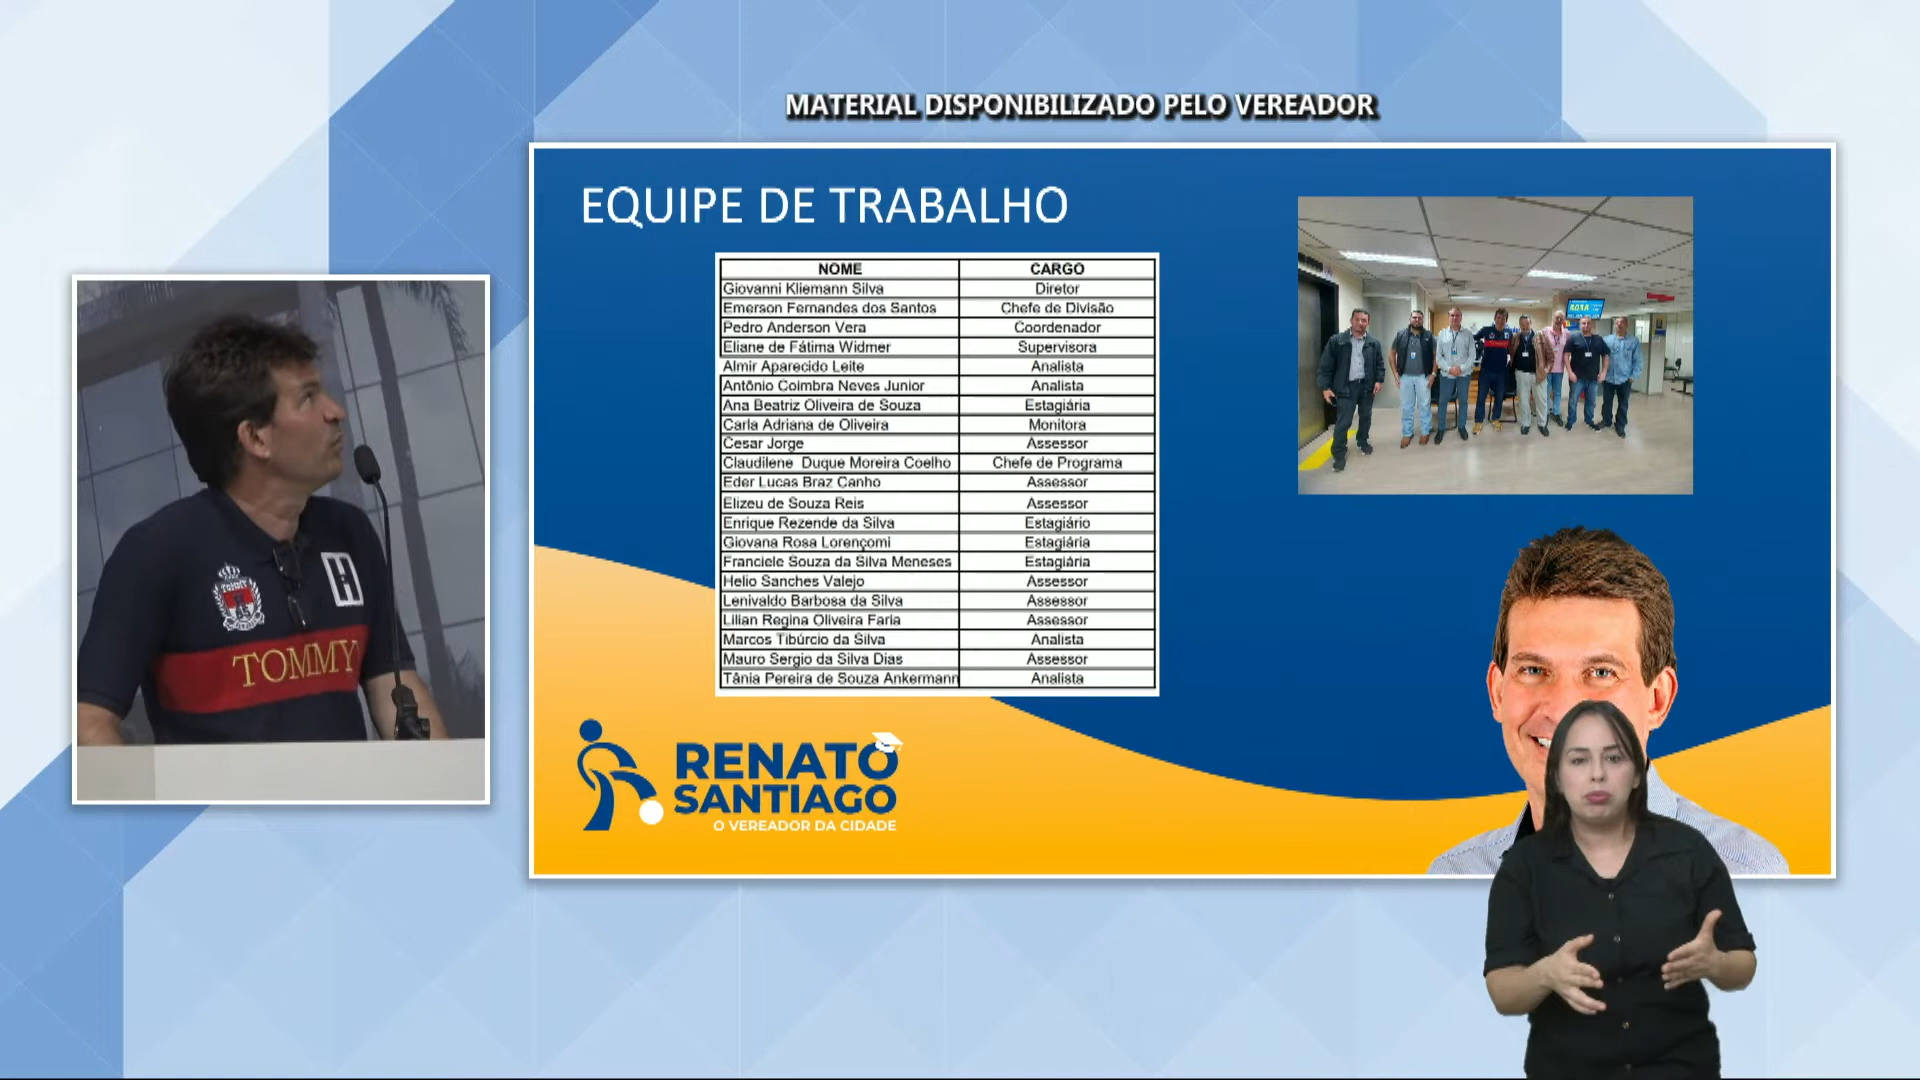 MATERIAL DISPONIBILIZADO PELO VEREADOR
EQUIPE DE TRABALHO
NOME CARGO
Giovanni Kliemann Silva Diretor
Emerson Fernandes dos Santos Chefe de Divisão
Pedro Anderson Vera Coordenador
Eliane de Fátima Widmer Supervisora
Almir Aparecido Leite Analista
Antônio Coimbra Neves Junior Analista
Ana Beatriz Oliveira de Souza Estagiária
Carla Adriana de Oliveira Monitora
Cesar Jorge Assessor
Claudilene Duque Moreira Coelho Chefe de Programa
Eder Lucas Braz Canho Assessor
Elizeu de Souza Reis Assessor
Enrique Rezende da Silva Estagiário
Giovana Rosa Lorençomi Estagiária
Franciele Souza da Silva Meneses Estagiária
Helio Sanches Valejo Assessor
Lenivaldo Barbosa da Silva Assessor
Lilian Regina Oliveira Faria Assessor
Marcos Tibúrcio da Silva Analista
Mauro Sergio da Silva Dias Assessor
Tânia Pereira de Souza Ankermann Analista
RENATO
SANTIAGO
O VEREADOR DA CIDADE
TOMMY
H
TOMMY